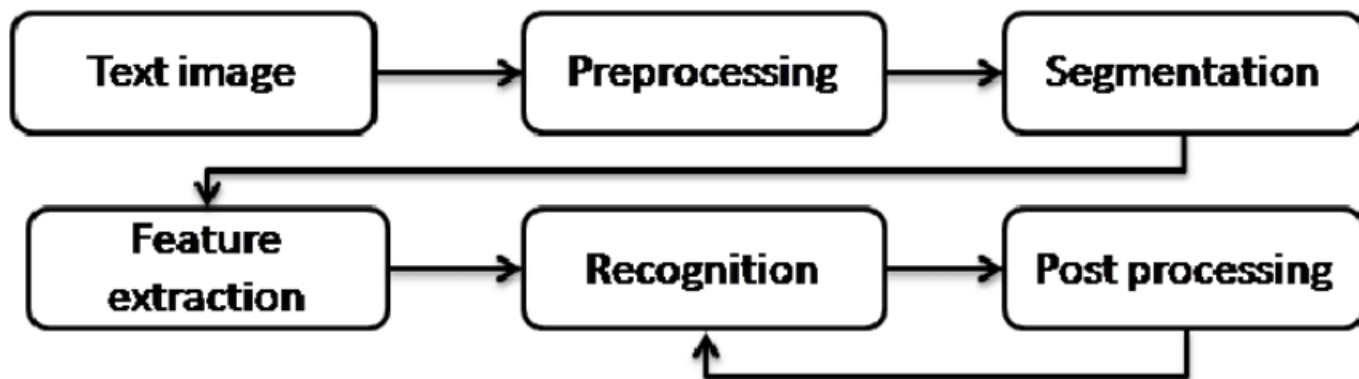 Text image
Preprocessing
Segmentation
Feature
extraction
Recognition
Post processing